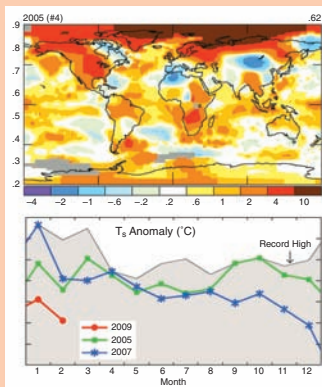 2005 (#4) .62
.9
.8
.7
.6
.5
.4
.3
.2
−4 −2 −1 −.6 −.2 .2 .6 1 2 4 10
Ts Anomaly (˚C)
Record High
2009
2005
2007
1 2 3 4 5 6 7 8 9 10 11 12
Month